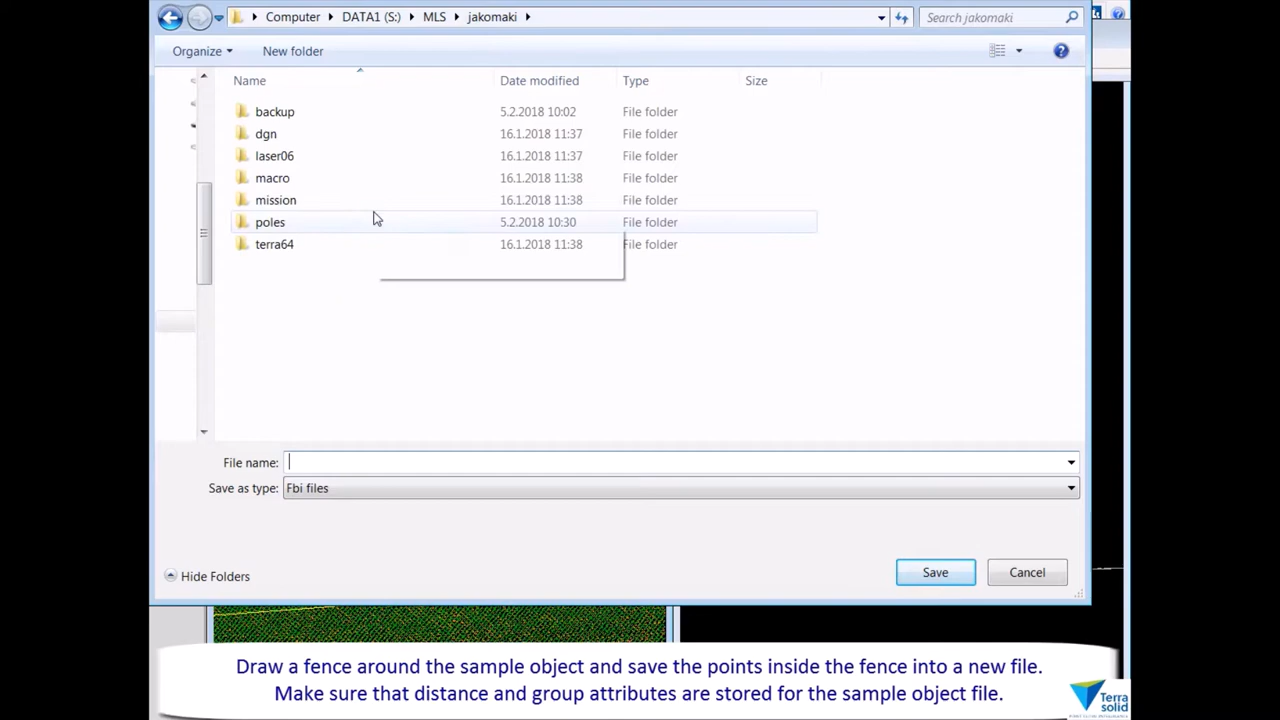 Computer DATA1 (S:) MLS jakomaki Search jakomaki
Organize New folder
Name Date modified Type Size
backup 5.2.2018 10:02 File folder
dgn 16.1.2018 11:37 File folder
laser06 16.1.2018 11:37 File folder
macro 16.1.2018 11:38 File folder
mission 16.1.2018 11:38 File folder
poles 5.2.2018 10:30 File folder
terra64 16.1.2018 11:38 File folder
File name:
Save as type: Fbi files
Hide Folders Save Cancel
Draw a fence around the sample object and save the points inside the fence into a new file.
Make sure that distance and group attributes are stored for the sample object file.
Terra
solid